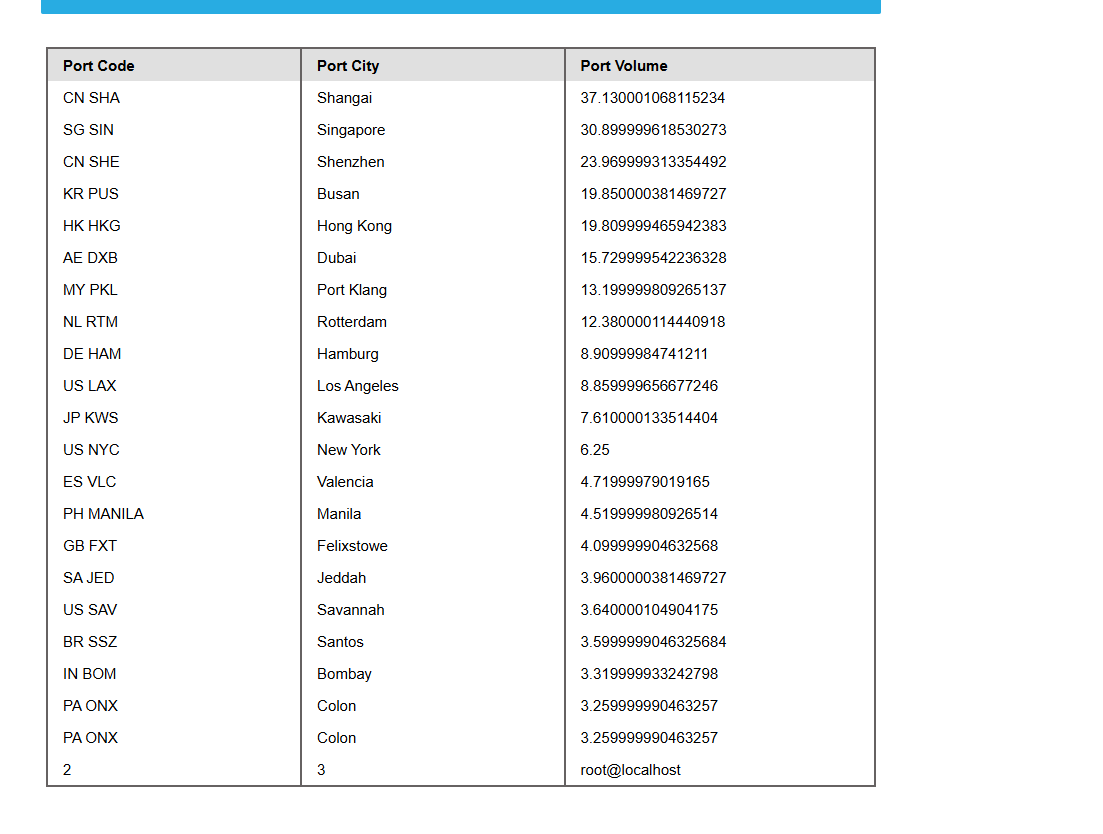 Port Code Port City Port Volume
CN SHA Shangai 37.130001068115234
SG SIN Singapore 30.899999618530273
CN SHE Shenzhen 23.969999313354492
KR PUS Busan 19.850000381469727
HK HKG Hong Kong 19.809999465942383
AE DXB Dubai 15.729999542236328
MY PKL Port Klang 13.199999809265137
NL RTM Rotterdam 12.380000114440918
DE HAM Hamburg 8.90999984741211
US LAX Los Angeles 8.859999656677246
JP KWS Kawasaki 7.610000133514404
US NYC New York 6.25
ES VLC Valencia 4.71999979019165
PH MANILA Manila 4.519999980926514
GB FXT Felixstowe 4.099999904632568
SA JED Jeddah 3.9600000381469727
US SAV Savannah 3.640000104904175
BR SSZ Santos 3.5999999046325684
IN BOM Bombay 3.319999933242798
PA ONX Colon 3.259999990463257
PA ONX Colon 3.259999990463257
2 3 root@localhost